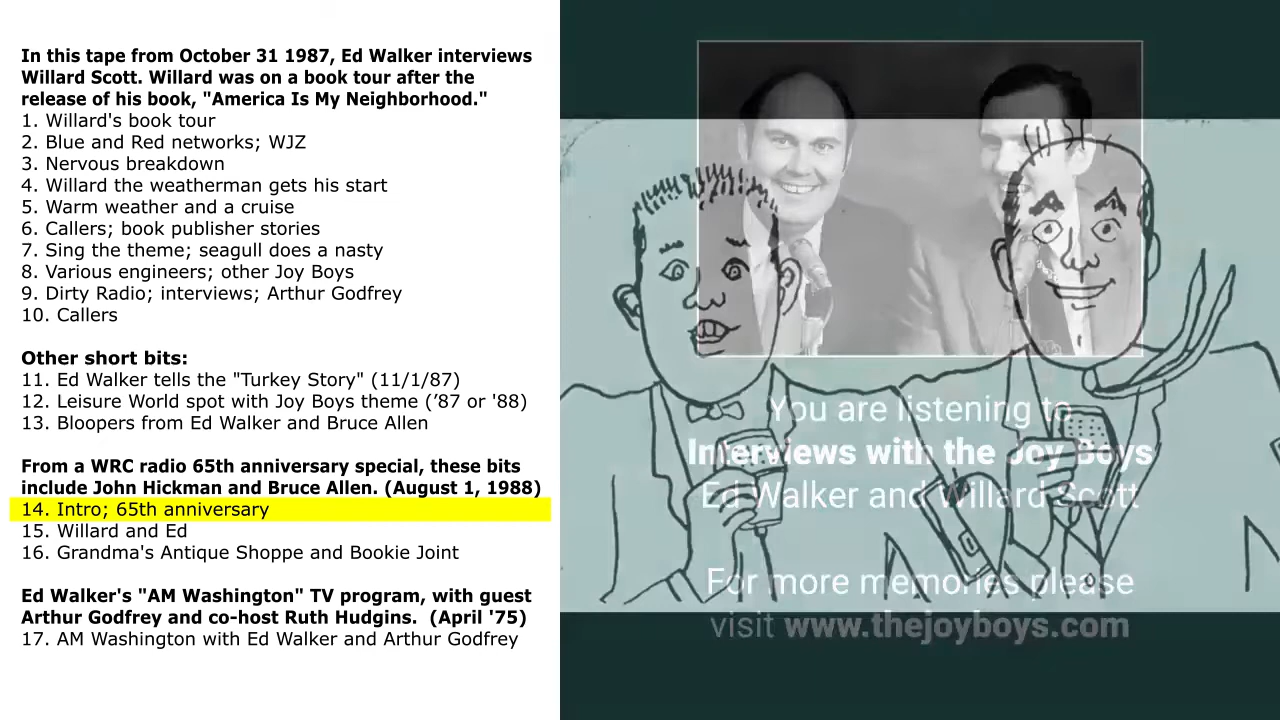 In this tape from October 31 1987, Ed Walker interviews
Willard Scott. Willard was on a book tour after the
release of his book, "America Is My Neighborhood."
1. Willard's book tour
2. Blue and Red networks; WJZ
3. Nervous breakdown
4. Willard the weatherman gets his start
5. Warm weather and a cruise
6. Callers; book publisher stories
7. Sing the theme; seagull does a nasty
8. Various engineers; other Joy Boys
9. Dirty Radio; interviews; Arthur Godfrey
10. Callers
Other short bits:
11. Ed Walker tells the "Turkey Story" (11/1/87)
12. Leisure World spot with Joy Boys theme (’87 or '88)
13. Bloopers from Ed Walker and Bruce Allen
From a WRC radio 65th anniversary special, these bits
include John Hickman and Bruce Allen. (August 1, 1988)
14. Intro; 65th anniversary
15. Willard and Ed
16. Grandma's Antique Shoppe and Bookie Joint
Ed Walker's "AM Washington" TV program, with guest
Arthur Godfrey and co-host Ruth Hudgins.  (April '75)
17. AM Washington with Ed Walker and Arthur Godfrey
You are listening to
Interviews with the Joy Boys
Ed Walker and Willard Scott
For more memories please
visit www.thejoyboys.com